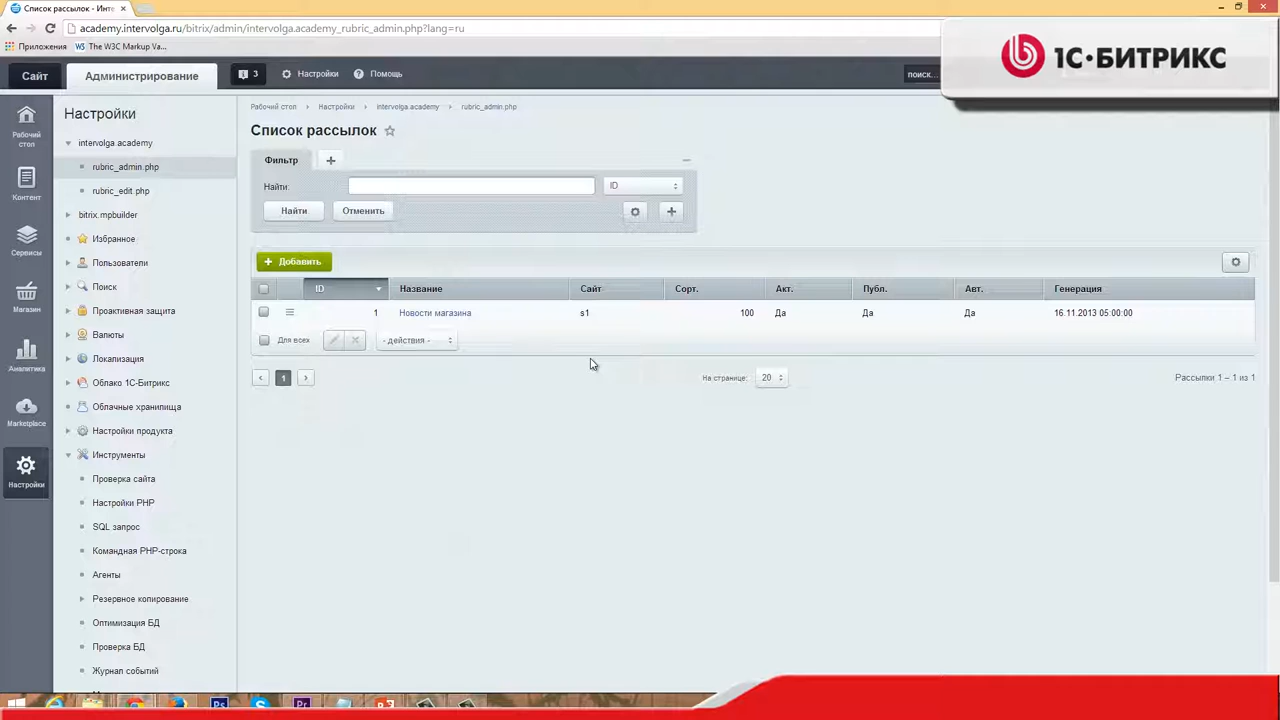 Список рассылок - Инте
academy.intervolga.ru/bitrix/admin/intervolga.academy_rubric_admin.php?lang=ru
Приложения The W3C Markup Va...
1С·БИТРИКС
Сайт Администрирование 3 Настройки Помощь поиск...
Рабочий стол
Контент
Сервисы
Магазин
Аналитика
Marketplace
Настройки
Настройки
intervolga.academy
rubric_admin.php
rubric_edit.php
bitrix.mpbuilder
Избранное
Пользователи
Поиск
Проактивная защита
Валюты
Локализация
Облако 1С-Битрикс
Облачные хранилища
Настройки продукта
Инструменты
Проверка сайта
Настройки PHP
SQL запрос
Командная PHP-строка
Агенты
Резервное копирование
Оптимизация БД
Проверка БД
Журнал событий
Рабочий стол Настройки intervolga.academy rubric_admin.php
Список рассылок
Фильтр
Найти: ID
Найти Отменить
Добавить
ID Название Сайт Сорт. Акт. Публ. Авт. Генерация
1 Новости магазина s1 100 Да Да Да 16.11.2013 05:00:00
Для всех - действия -
1 На странице: 20 Рассылки 1 – 1 из 1